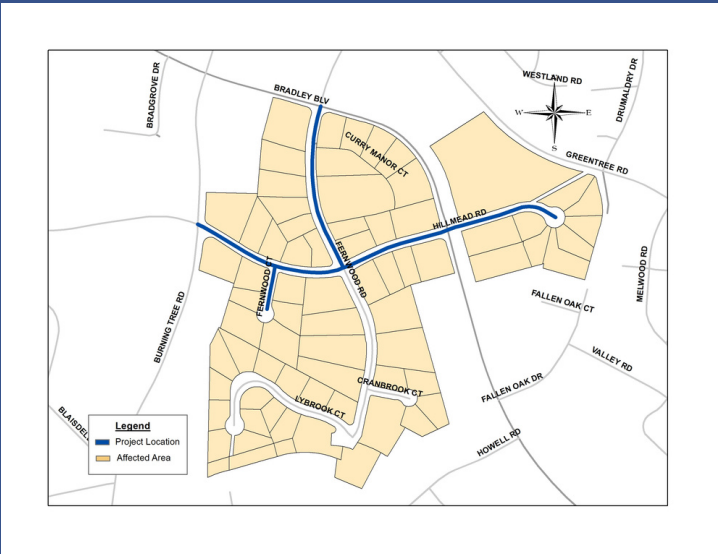 WESTLAND RD
BRADGROVE DR
DRUMALDRY DR
N
W
E
S
BRADLEY BLV
CURRY MANOR CT
GREENTREE RD
HILLMEAD RD
FERNWOOD RD
FERNWOOD CT
MELWOOD RD
BURNING TREE RD
FALLEN OAK CT
VALLEY RD
CRANBROOK CT
FALLEN OAK DR
LYBROOK CT
HOWELL RD
Legend
Project Location
Affected Area